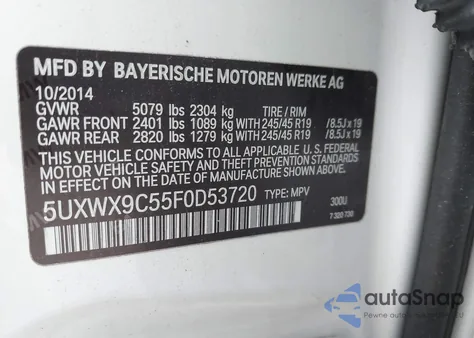 MFD BY BAYERISCHE MOTOREN WERKE AG
10/2014
GVWR 5079 lbs 2304 kg TIRE / RIM
GAWR FRONT 2401 lbs 1089 kg WITH 245/45 R19 /8.5J x 19
GAWR REAR 2820 lbs 1279 kg WITH 245/45 R19 /8.5J x 19
THIS VEHICLE CONFORMS TO ALL APPLICABLE U.S. FEDERAL
MOTOR VEHICLE SAFETY AND THEFT PREVENTION STANDARDS
IN EFFECT ON THE DATE OF MANUFACTURE SHOWN ABOVE.
5UXWX9C55F0D53720 TYPE: MPV 300U
autoSnap
Pewne auto